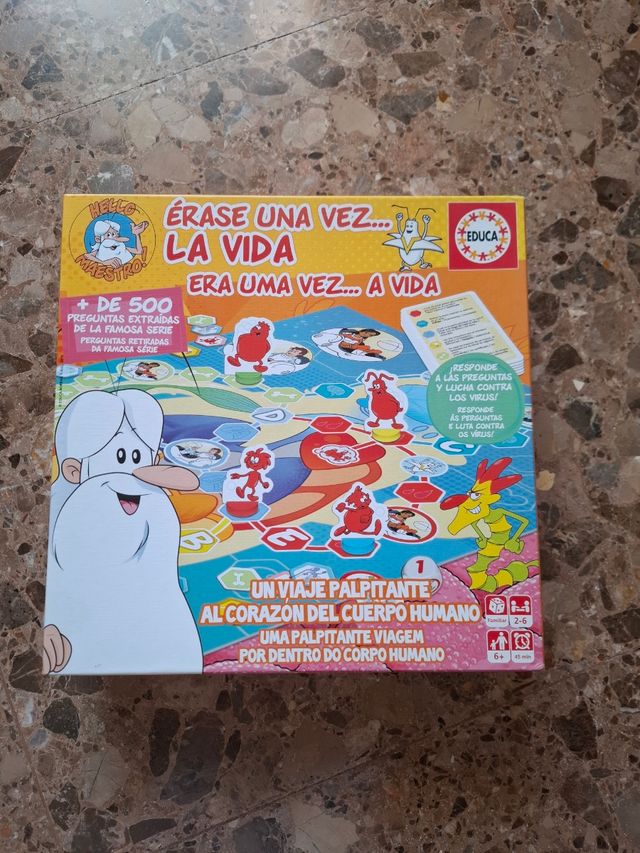 HELLO
MAESTRO!
ÉRASE UNA VEZ...
LA VIDA
ERA UMA VEZ... A VIDA
EDUCA
+ DE 500
PREGUNTAS EXTRAÍDAS
DE LA FAMOSA SERIE
PERGUNTAS RETIRADAS
DA FAMOSA SÉRIE
¡RESPONDE
A LAS PREGUNTAS
Y LUCHA CONTRA
LOS VIRUS!
RESPONDE
ÀS PERGUNTAS
E LUTA CONTRA
OS VÍRUS!
D
B
E
I
1
UN VIAJE PALPITANTE
AL CORAZÓN DEL CUERPO HUMANO
UMA PALPITANTE VIAGEM
POR DENTRO DO CORPO HUMANO
Familiar
2-6
6+
45 min